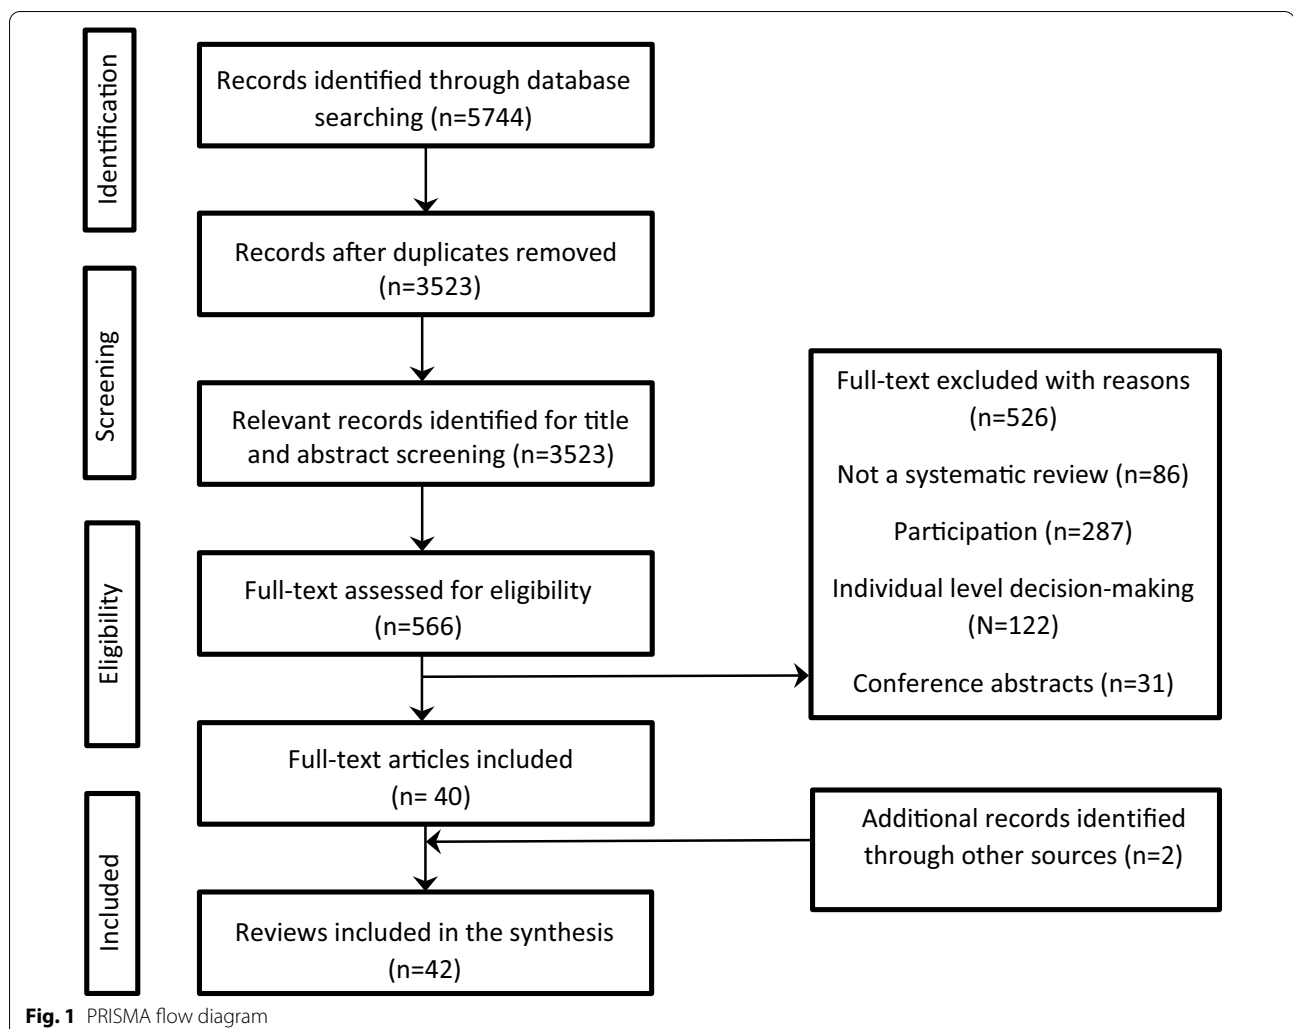 Identification
Records identified through database
searching (n=5744)
Records after duplicates removed
(n=3523)
Screening
Relevant records identified for title
and abstract screening (n=3523)
Full-text excluded with reasons
(n=526)
Not a systematic review (n=86)
Participation (n=287)
Individual level decision-making
(N=122)
Conference abstracts (n=31)
Eligibility
Full-text assessed for eligibility
(n=566)
Full-text articles included
(n= 40)
Additional records identified
through other sources (n=2)
Included
Reviews included in the synthesis
(n=42)
Fig. 1 PRISMA flow diagram